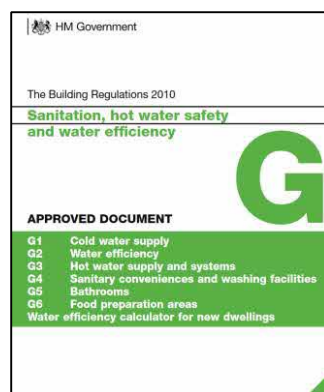 HM Government
The Building Regulations 2010
Sanitation, hot water safety
and water efficiency
G
APPROVED DOCUMENT
G1 Cold water supply
G2 Water efficiency
G3 Hot water supply and systems
G4 Sanitary conveniences and washing facilities
G5 Bathrooms
G6 Food preparation areas
Water efficiency calculator for new dwellings